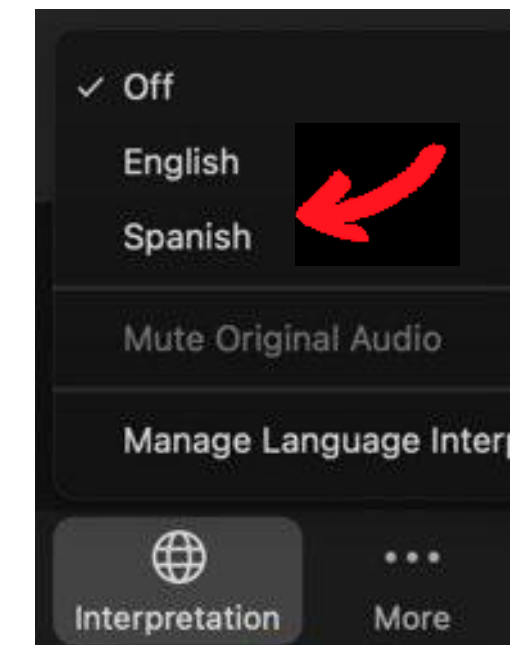 Off
English
Spanish
Mute Original Audio
Manage Language Interp
Interpretation
More